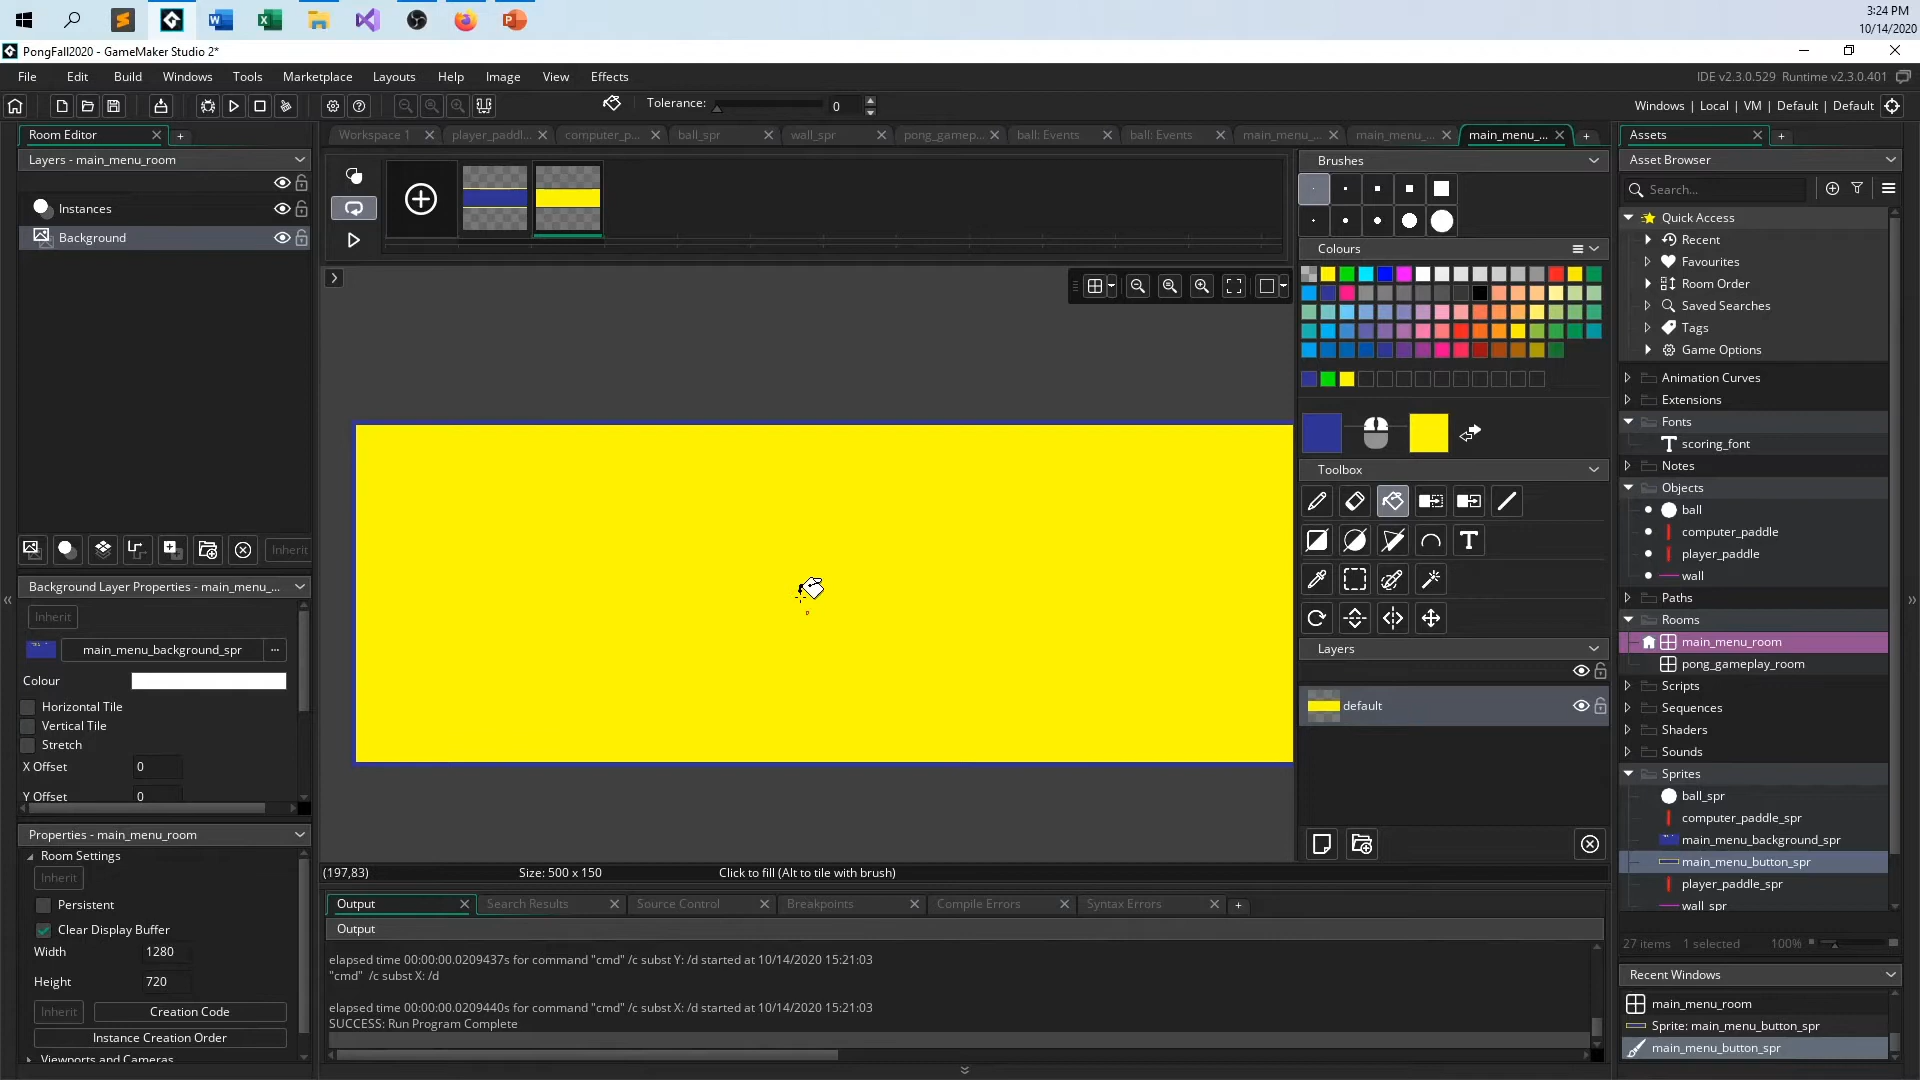 3:24 PM
10/14/2020
PongFall2020 - GameMaker Studio 2*
File Edit Build Windows Tools Marketplace Layouts Help Image View Effects
IDE v2.3.0.529 Runtime v2.3.0.401
Tolerance: 0
Windows | Local | VM | Default | Default
Room Editor
Workspace 1 player_paddl... computer_p... ball_spr wall_spr pong_gamep... ball: Events ball: Events main_menu_... main_menu_... main_menu_...
Assets
Layers - main_menu_room
Instances
Background
Inherit
Background Layer Properties - main_menu_...
Inherit
main_menu_background_spr ...
Colour
Horizontal Tile
Vertical Tile
Stretch
X Offset 0
Y Offset 0
Properties - main_menu_room
Room Settings
Inherit
Persistent
Clear Display Buffer
Width 1280
Height 720
Inherit Creation Code
Instance Creation Order
Viewports and Cameras
(197,83) Size: 500 x 150 Click to fill (Alt to tile with brush)
Output Search Results Source Control Breakpoints Compile Errors Syntax Errors
Output
elapsed time 00:00:00.0209437s for command "cmd" /c subst Y: /d started at 10/14/2020 15:21:03
"cmd" /c subst X: /d
elapsed time 00:00:00.0209440s for command "cmd" /c subst X: /d started at 10/14/2020 15:21:03
SUCCESS: Run Program Complete
Brushes
Colours
Toolbox
Layers
default
Asset Browser
Search...
Quick Access
Recent
Favourites
Room Order
Saved Searches
Tags
Game Options
Animation Curves
Extensions
Fonts
scoring_font
Notes
Objects
ball
computer_paddle
player_paddle
wall
Paths
Rooms
main_menu_room
pong_gameplay_room
Scripts
Sequences
Shaders
Sounds
Sprites
ball_spr
computer_paddle_spr
main_menu_background_spr
main_menu_button_spr
player_paddle_spr
wall_spr
27 items 1 selected 100%
Recent Windows
main_menu_room
Sprite: main_menu_button_spr
main_menu_button_spr